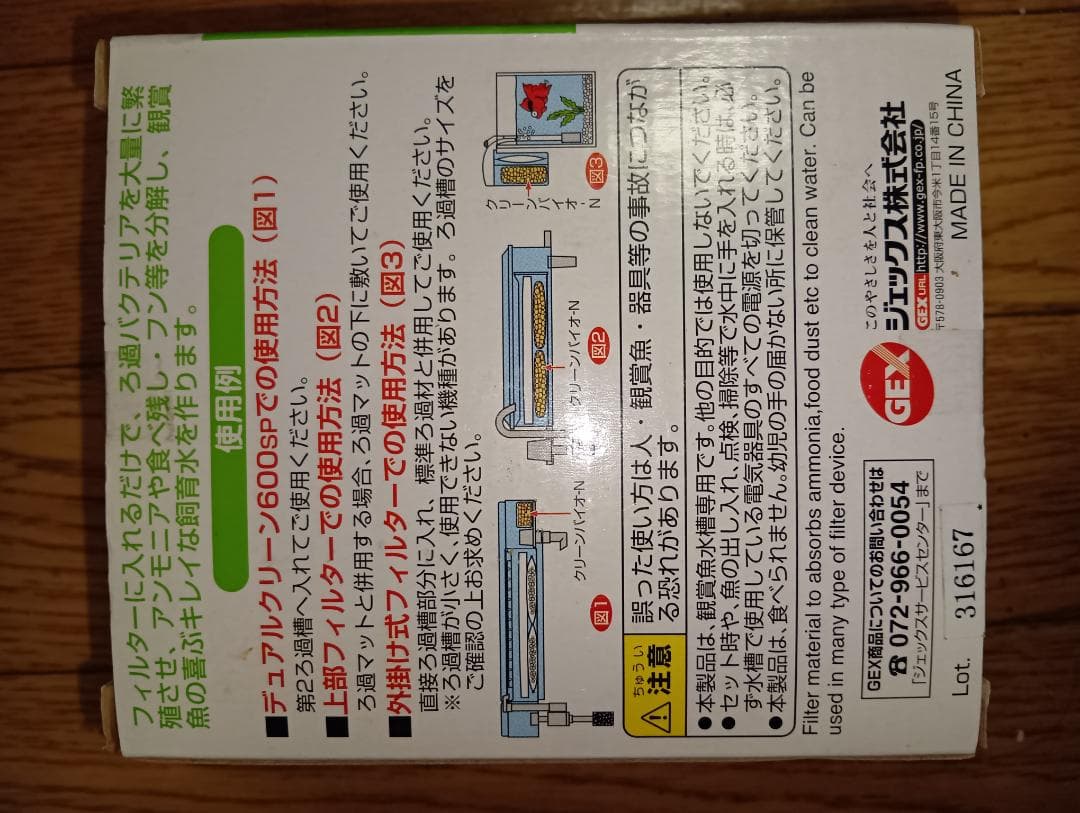 フィルターに入れるだけで、ろ過バクテリアを大量に繁
殖させ、アンモニアや食べ残し・フン等を分解し、観賞
魚の喜ぶキレイな飼育水を作ります。
使用例
■デュアルクリーン600SPでの使用方法（図1）
第2ろ過槽へ入れてご使用ください。
■上部フィルターでの使用方法（図2）
ろ過マットと併用する場合、ろ過マットの下に敷いてご使用ください。
■外掛け式フィルターでの使用方法（図3）
直接ろ過槽部分に入れ、標準ろ過材と併用してご使用ください。
※ろ過槽が小さく、使用できない機種があります。ろ過槽のサイズを
ご確認の上お求めください。
クリーンバイオ-N
図1
クリーンバイオ-N
図2
クリーンバイオ-N
図3
ちゅうい
注意
誤った使い方は人・観賞魚・器具等の事故につなが
る恐れがあります。
●本製品は、観賞魚水槽専用です。他の目的では使用しないでください。
●セット時や、魚の出し入れ、点検、掃除等で水中に手を入れる時は、必
ず水槽で使用している電気器具のすべての電源を切ってください。
●本製品は、食べられません。幼児の手の届かない所に保管してください。
Filter material to absorbs ammonia,food dust etc to clean water. Can be
used in many type of filter device.
GEX商品についてのお問い合わせは
☎ 072-966-0054
「ジェックスサービスセンター」まで
GEX
このやさしさを人と社会へ
ジェックス株式会社
GEX URL http://www.gex-fp.co.jp/
〒578-0903 大阪府東大阪市今米1丁目14番15号
MADE IN CHINA
Lot. 316167